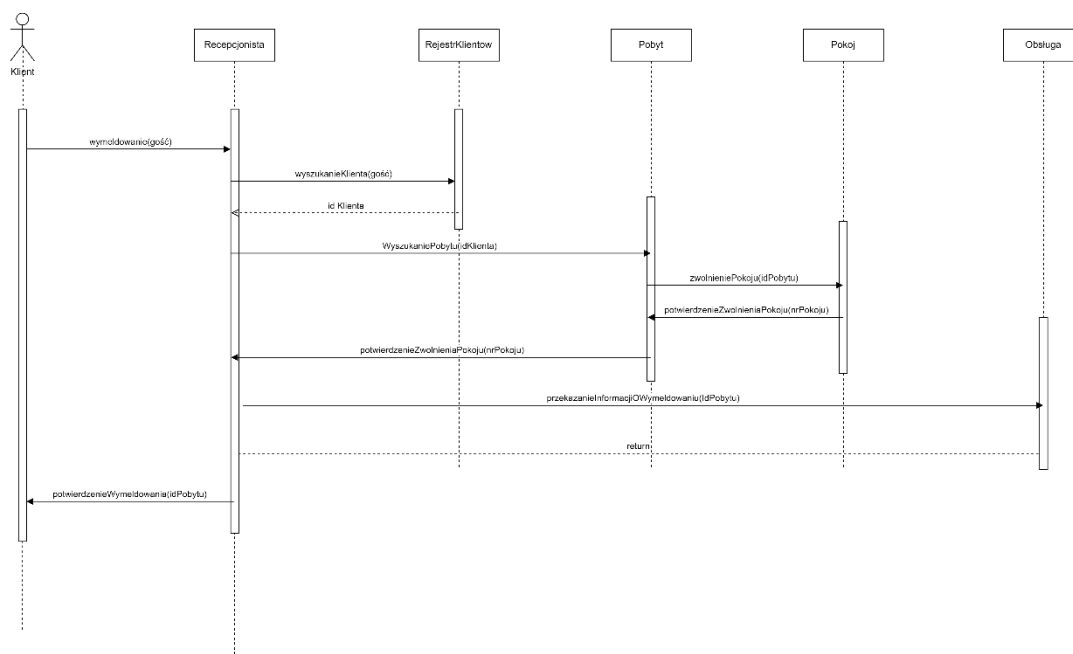 Klient
Recepcjonista
RejestrKlientow
Pobyt
Pokoj
Obsługa
wymeldowanie(gość)
wyszukanieKlienta(gość)
id Klienta
WyszukaniePobytu(idKlienta)
zwolnieniePokoju(idPobytu)
potwierdzenieZwolnieniaPokoju(nrPokoju)
potwierdzenieZwolnieniaPokoju(nrPokoju)
przekazanieInformacjiOWymeldowaniu(IdPobytu)
return
potwierdzenieWymeldowania(idPobytu)